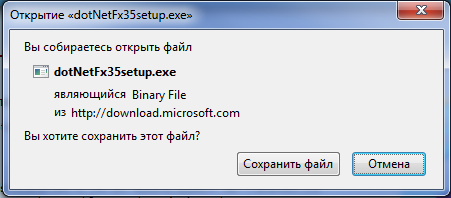 Открытие «dotNetFx35setup.exe»
Вы собираетесь открыть файл
dotNetFx35setup.exe
являющийся Binary File
из http://download.microsoft.com
Вы хотите сохранить этот файл?
Сохранить файл Отмена